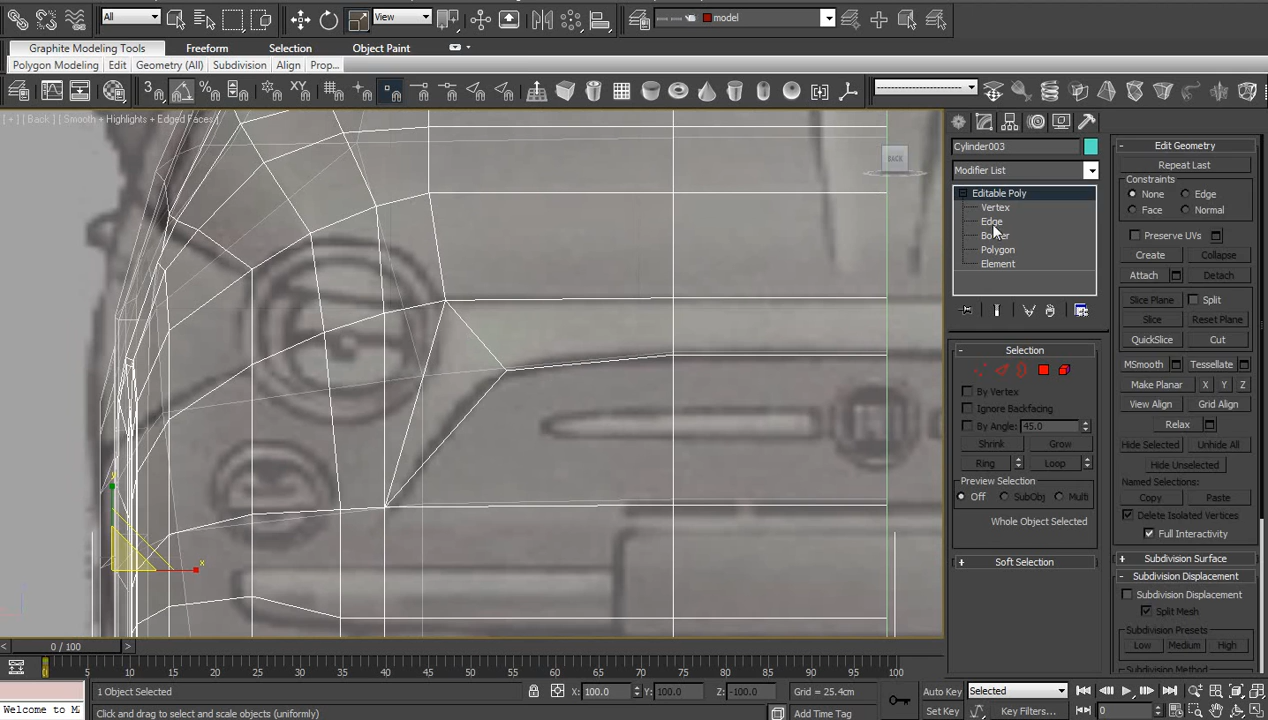 All
View
model
Graphite Modeling Tools
Freeform
Selection
Object Paint
Polygon Modeling
Edit
Geometry (All)
Subdivision
Align
Prop...
3
%
XY
[ + ] [ Back ] [ Smooth + Highlights + Edged Faces ]
BACK
y
x
Cylinder003
Modifier List
Editable Poly
Vertex
Edge
Border
Polygon
Element
Selection
By Vertex
Ignore Backfacing
By Angle: 45.0
Shrink
Grow
Ring
Loop
Preview Selection
Off
SubObj
Multi
Whole Object Selected
Soft Selection
Edit Geometry
Repeat Last
Constraints
None
Edge
Face
Normal
Preserve UVs
Create
Collapse
Attach
Detach
Slice Plane
Split
Slice
Reset Plane
QuickSlice
Cut
MSmooth
Tessellate
Make Planar
X
Y
Z
View Align
Grid Align
Relax
Hide Selected
Unhide All
Hide Unselected
Named Selections:
Copy
Paste
Delete Isolated Vertices
Full Interactivity
Subdivision Surface
Subdivision Displacement
Subdivision Displacement
Split Mesh
Subdivision Presets
Low
Medium
High
Subdivision Method
0 / 100
5 10 15 20 25 30 35 40 45 50 55 60 65 70 75 80 85 90 95 100
1 Object Selected
X: 100.0
Y: 100.0
Z: -100.0
Grid = 25.4cm
Auto Key
Selected
Welcome to M
Click and drag to select and scale objects (uniformly)
Add Time Tag
Set Key
Key Filters...
0